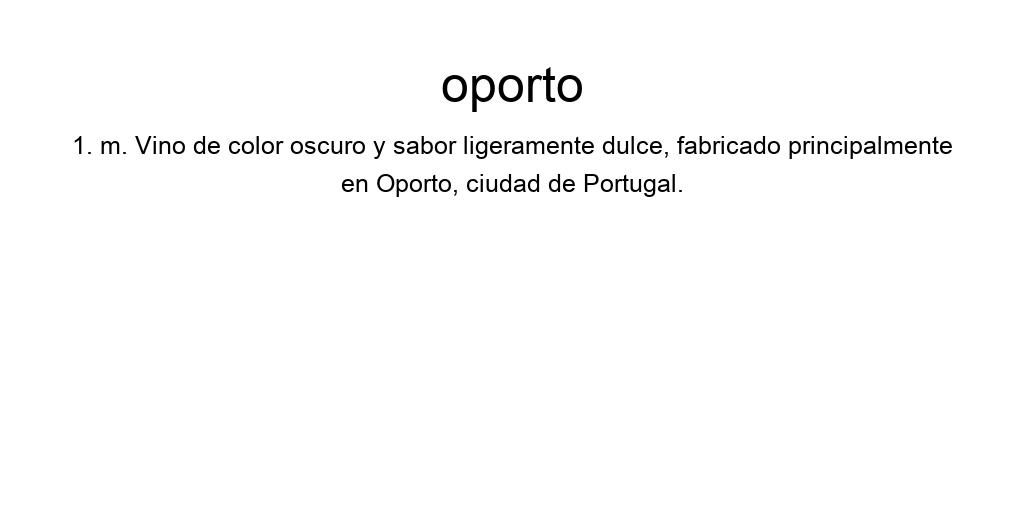 oporto
1. m. Vino de color oscuro y sabor ligeramente dulce, fabricado principalmente
en Oporto, ciudad de Portugal.